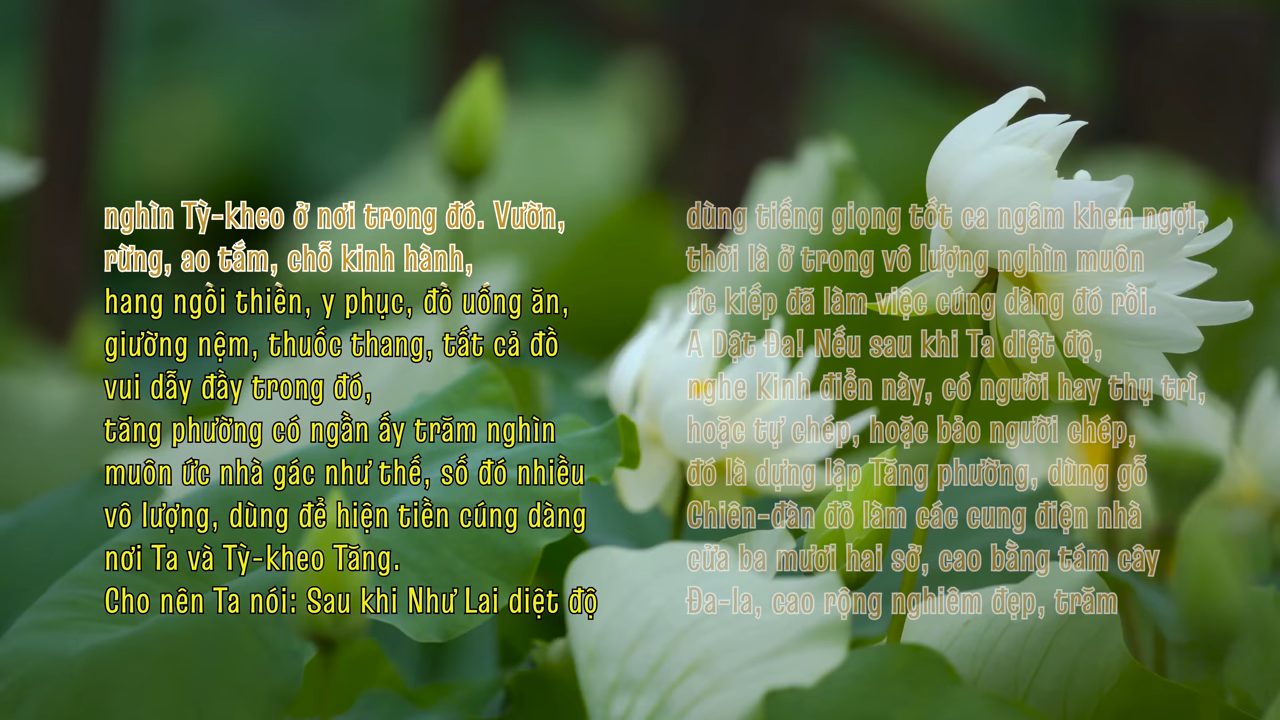 nghìn Tỳ-kheo ở nơi trong đó. Vườn,
rừng, ao tắm, chỗ kinh hành,
hang ngồi thiền, y phục, đồ uống ăn,
giường nệm, thuốc thang, tất cả đồ
vui dẫy đầy trong đó,
tăng phường có ngần ấy trăm nghìn
muôn ức nhà gác như thế, số đó nhiều
vô lượng, dùng để hiện tiền cúng dàng
nơi Ta và Tỳ-kheo Tăng.
Cho nên Ta nói: Sau khi Như Lai diệt độ
dùng tiếng giọng tốt ca ngâm khen ngợi,
thời là ở trong vô lượng nghìn muôn
ức kiếp đã làm việc cúng dàng đó rồi.
A Dật Đa! Nếu sau khi Ta diệt độ,
nghe Kinh điển này, có người hay thụ trì,
hoặc tự chép, hoặc bảo người chép,
đó là dựng lập Tăng phường, dùng gỗ
Chiên-đàn đỏ làm các cung điện nhà
cửa ba mươi hai sở, cao bằng tám cây
Đa-la, cao rộng nghiêm đẹp, trăm